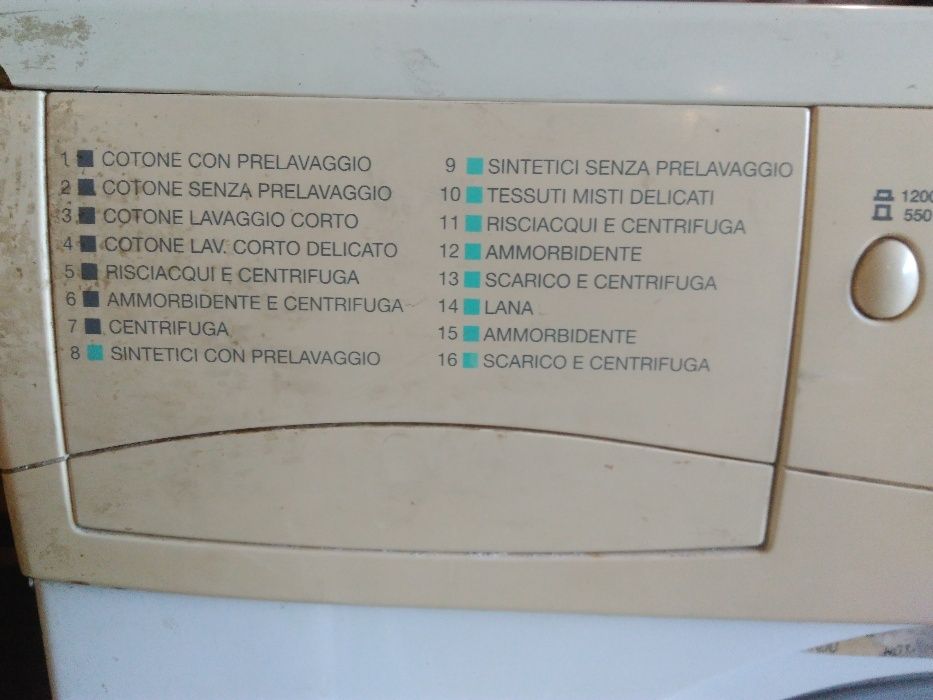 1 COTONE CON PRELAVAGGIO
2 COTONE SENZA PRELAVAGGIO
3 COTONE LAVAGGIO CORTO
4 COTONE LAV. CORTO DELICATO
5 RISCIACQUI E CENTRIFUGA
6 AMMORBIDENTE E CENTRIFUGA
7 CENTRIFUGA
8 SINTETICI CON PRELAVAGGIO
9 SINTETICI SENZA PRELAVAGGIO
10 TESSUTI MISTI DELICATI
11 RISCIACQUI E CENTRIFUGA
12 AMMORBIDENTE
13 SCARICO E CENTRIFUGA
14 LANA
15 AMMORBIDENTE
16 SCARICO E CENTRIFUGA
1200
550